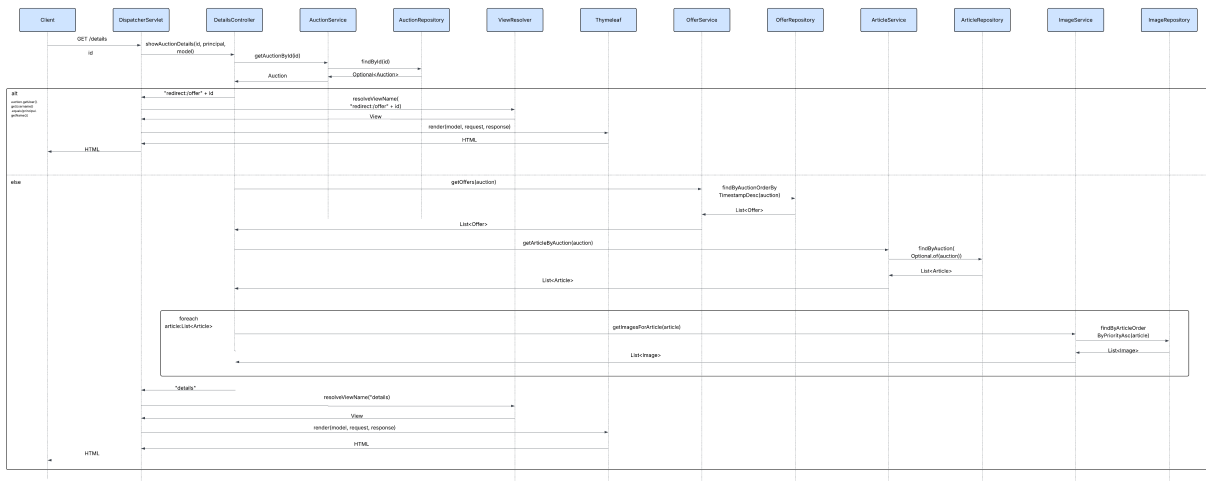 Client
DispatcherServlet
DetailsController
AuctionService
AuctionRepository
ViewResolver
Thymeleaf
OfferService
OfferRepository
ArticleService
ArticleRepository
ImageService
ImageRepository
GET /details
id
showAuctionDetails(id, principal,
model)
getAuctionById(id)
findById(id)
Optional<Auction>
Auction
alt
"redirect:/offer" + id
resolveViewName(
"redirect:/offer" + id)
View
render(model, request, response)
HTML
HTML
else
getOffers(auction)
findByAuctionOrderBy
TimestampDesc(auction)
List<Offer>
List<Offer>
getArticleByAuction(auction)
findByAuction(
Optional.of(auction))
List<Article>
List<Article>
foreach
article:List<Article>
getImagesForArticle(article)
findByArticleOrder
ByPriorityAsc(article)
List<Image>
List<Image>
"details"
resolveViewName("details)
View
render(model, request, response)
HTML
HTML